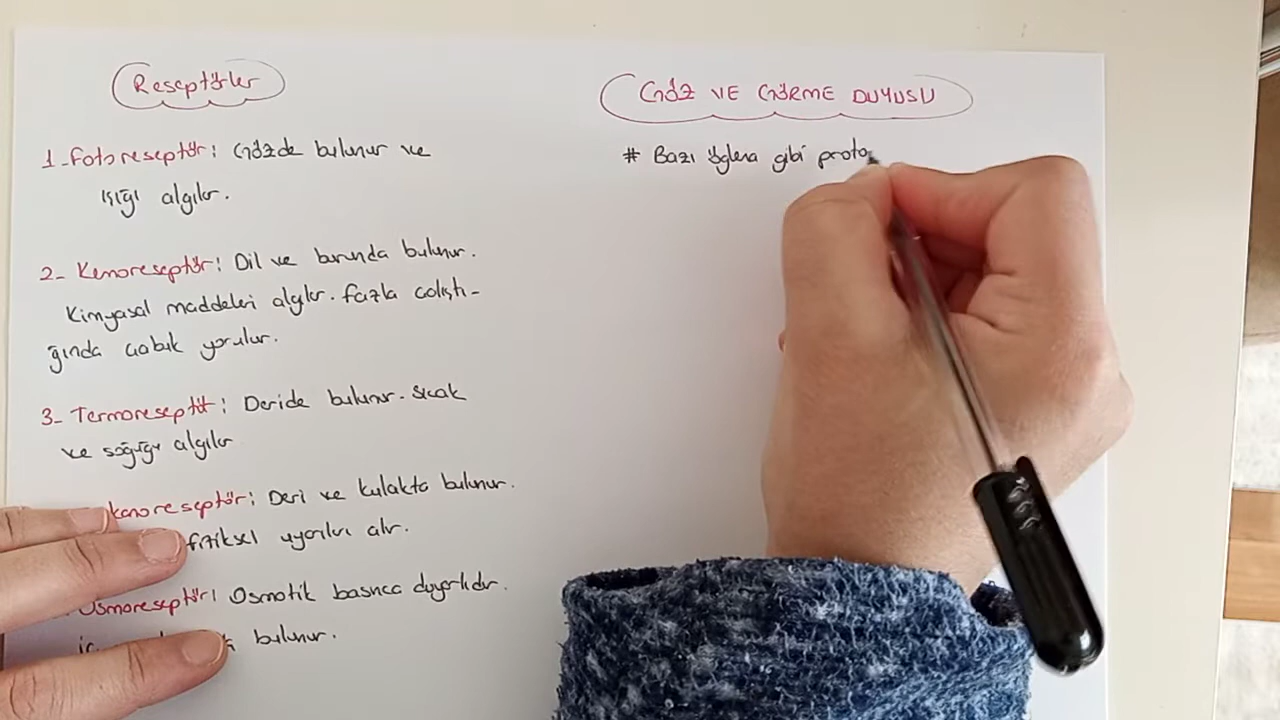 Reseptörler
1-Fotoreseptör: Gözde bulunur ve
ışığı algılar.
2- Kemoreseptör: Dil ve burunda bulunur.
Kimyasal maddeleri algılar. fazla çalıştı-
ğında çabuk yorulur.
3- Termoreseptör: Deride bulunur. Sıcak
ve soğuğu algılar
kanoreseptör: Deri ve kulakta bulunur.
fiziksel uyarıları alır.
Osmoreseptör: Osmotik basınca duyarlıdır.
bulunur.
GÖZ VE GÖRME DUYUSU
# Bazı öglena gibi proto